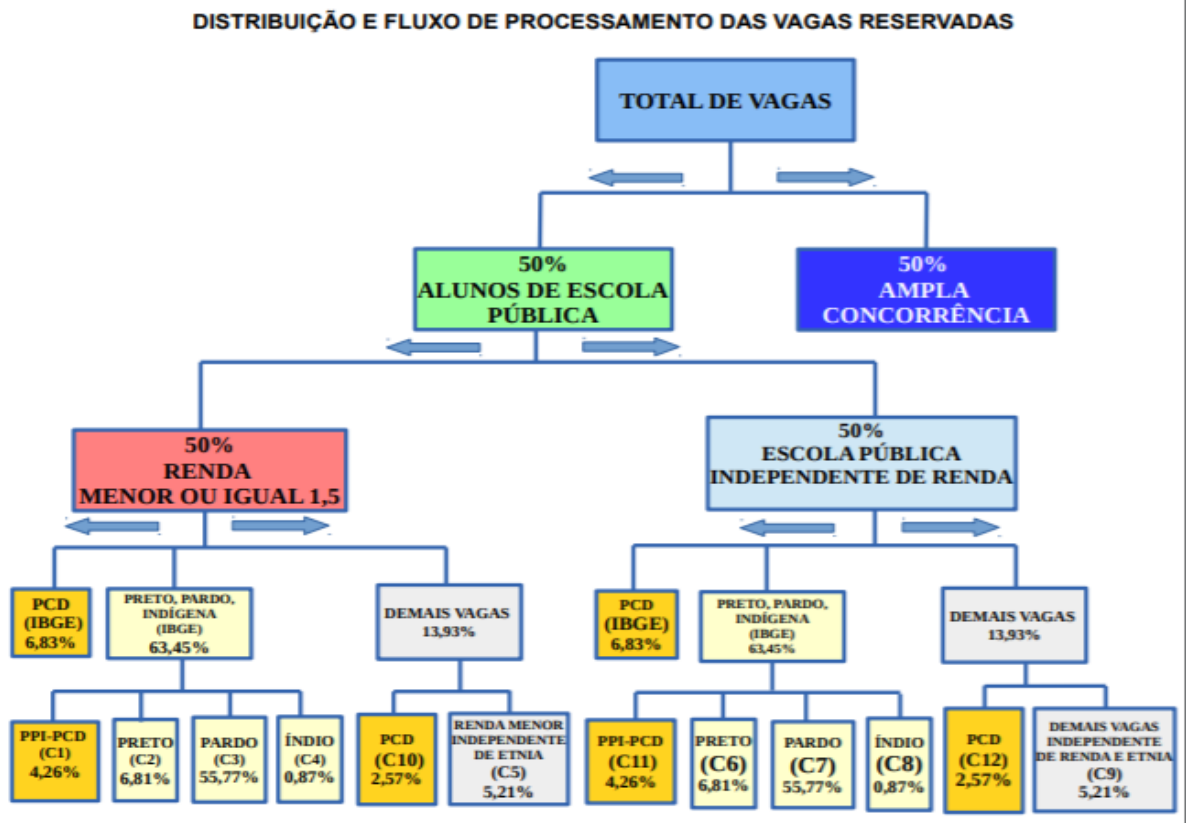 DISTRIBUIÇÃO E FLUXO DE PROCESSAMENTO DAS VAGAS RESERVADAS
TOTAL DE VAGAS
50%
ALUNOS DE ESCOLA
PÚBLICA
50%
AMPLA
CONCORRÊNCIA
50%
RENDA
MENOR OU IGUAL 1,5
50%
ESCOLA PÚBLICA
INDEPENDENTE DE RENDA
PCD
(IBGE)
6,83%
PRETO, PARDO,
INDÍGENA
(IBGE)
63,45%
DEMAIS VAGAS
13,93%
PCD
(IBGE)
6,83%
PRETO, PARDO,
INDÍGENA
(IBGE)
63,45%
DEMAIS VAGAS
13,93%
PPI-PCD
(C1)
4,26%
PRETO
(C2)
6,81%
PARDO
(C3)
55,77%
ÍNDIO
(C4)
0,87%
PCD
(C10)
2,57%
RENDA MENOR
INDEPENDENTE
DE ETNIA
(C5)
5,21%
PPI-PCD
(C11)
4,26%
PRETO
(C6)
6,81%
PARDO
(C7)
55,77%
ÍNDIO
(C8)
0,87%
PCD
(C12)
2,57%
DEMAIS VAGAS
INDEPENDENTE
DE RENDA E ETNIA
(C9)
5,21%